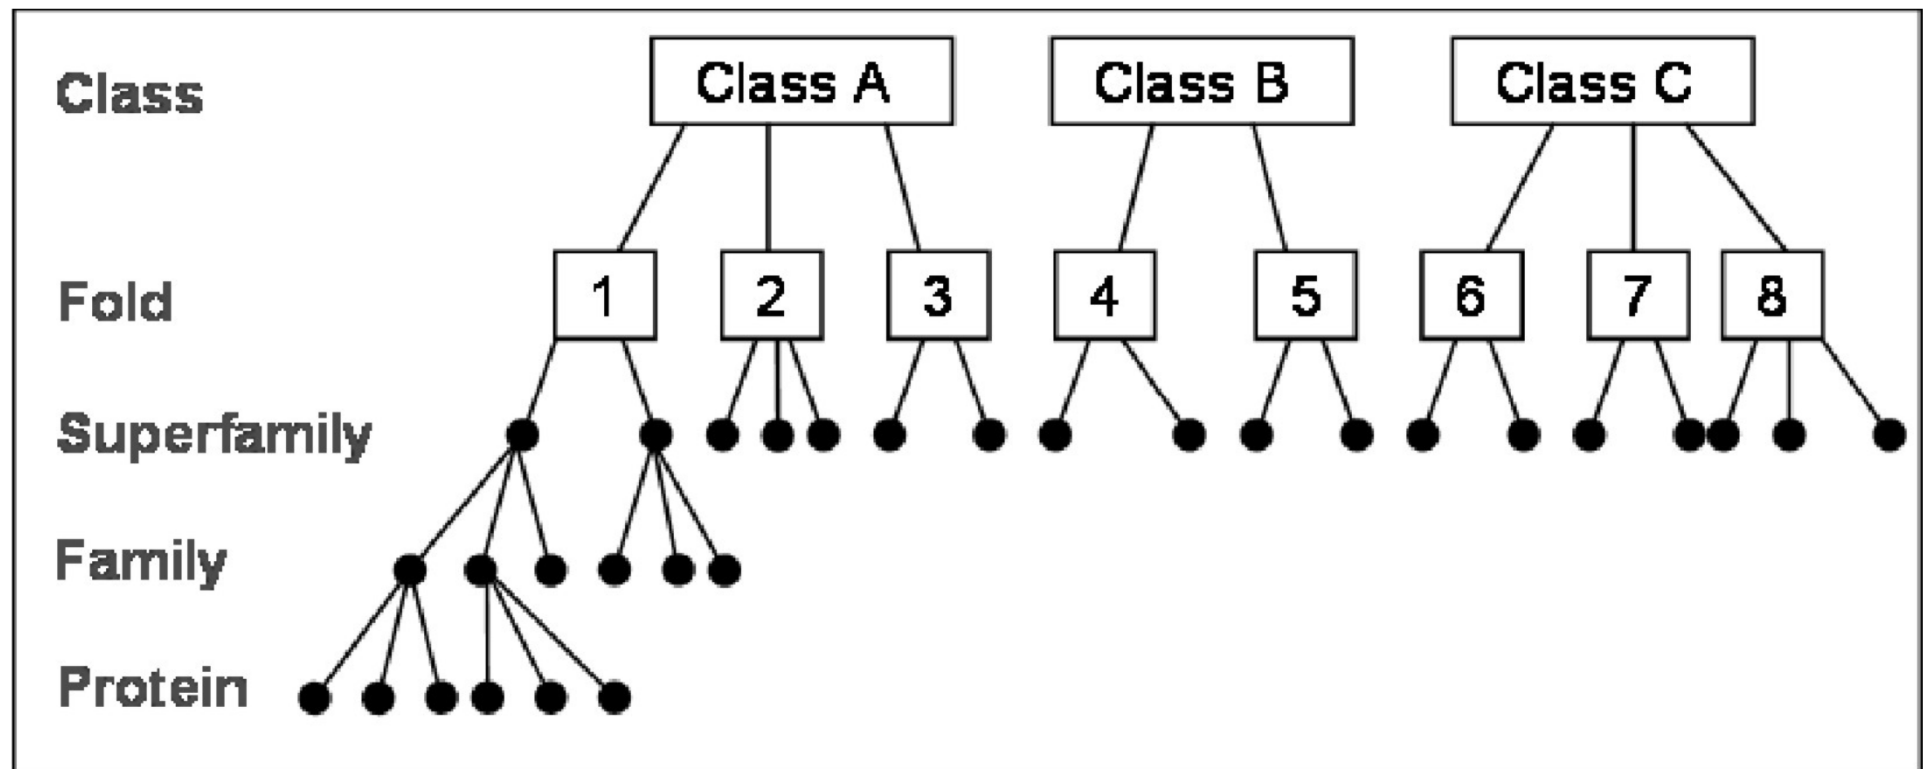 Class Class A Class B Class C
Fold 1 2 3 4 5 6 7 8
Superfamily
Family
Protein